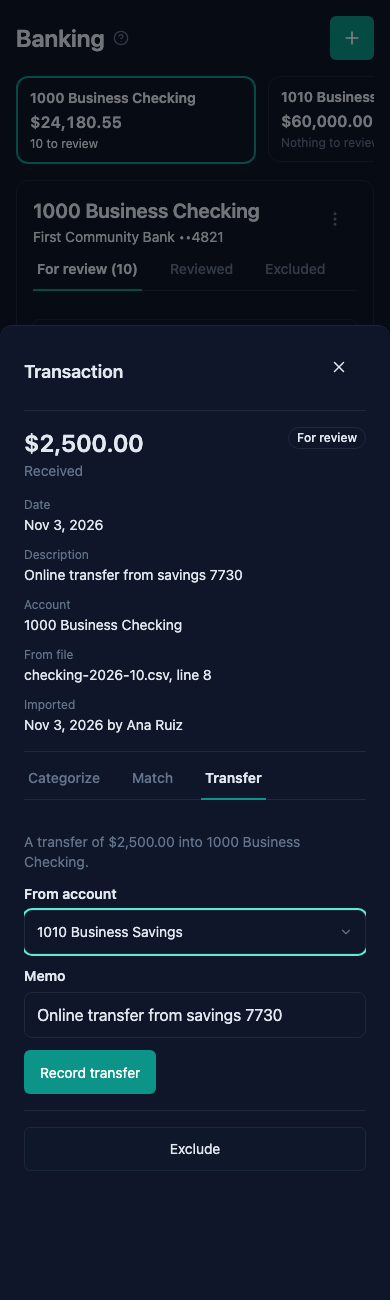 Banking
1000 Business Checking
$24,180.55
10 to review
1010 Business
$60,000.00
Nothing to review
1000 Business Checking
First Community Bank ••4821
For review (10)
Reviewed
Excluded
Transaction
$2,500.00
For review
Received
Date
Nov 3, 2026
Description
Online transfer from savings 7730
Account
1000 Business Checking
From file
checking-2026-10.csv, line 8
Imported
Nov 3, 2026 by Ana Ruiz
Categorize
Match
Transfer
A transfer of $2,500.00 into 1000 Business
Checking.
From account
1010 Business Savings
Memo
Online transfer from savings 7730
Record transfer
Exclude